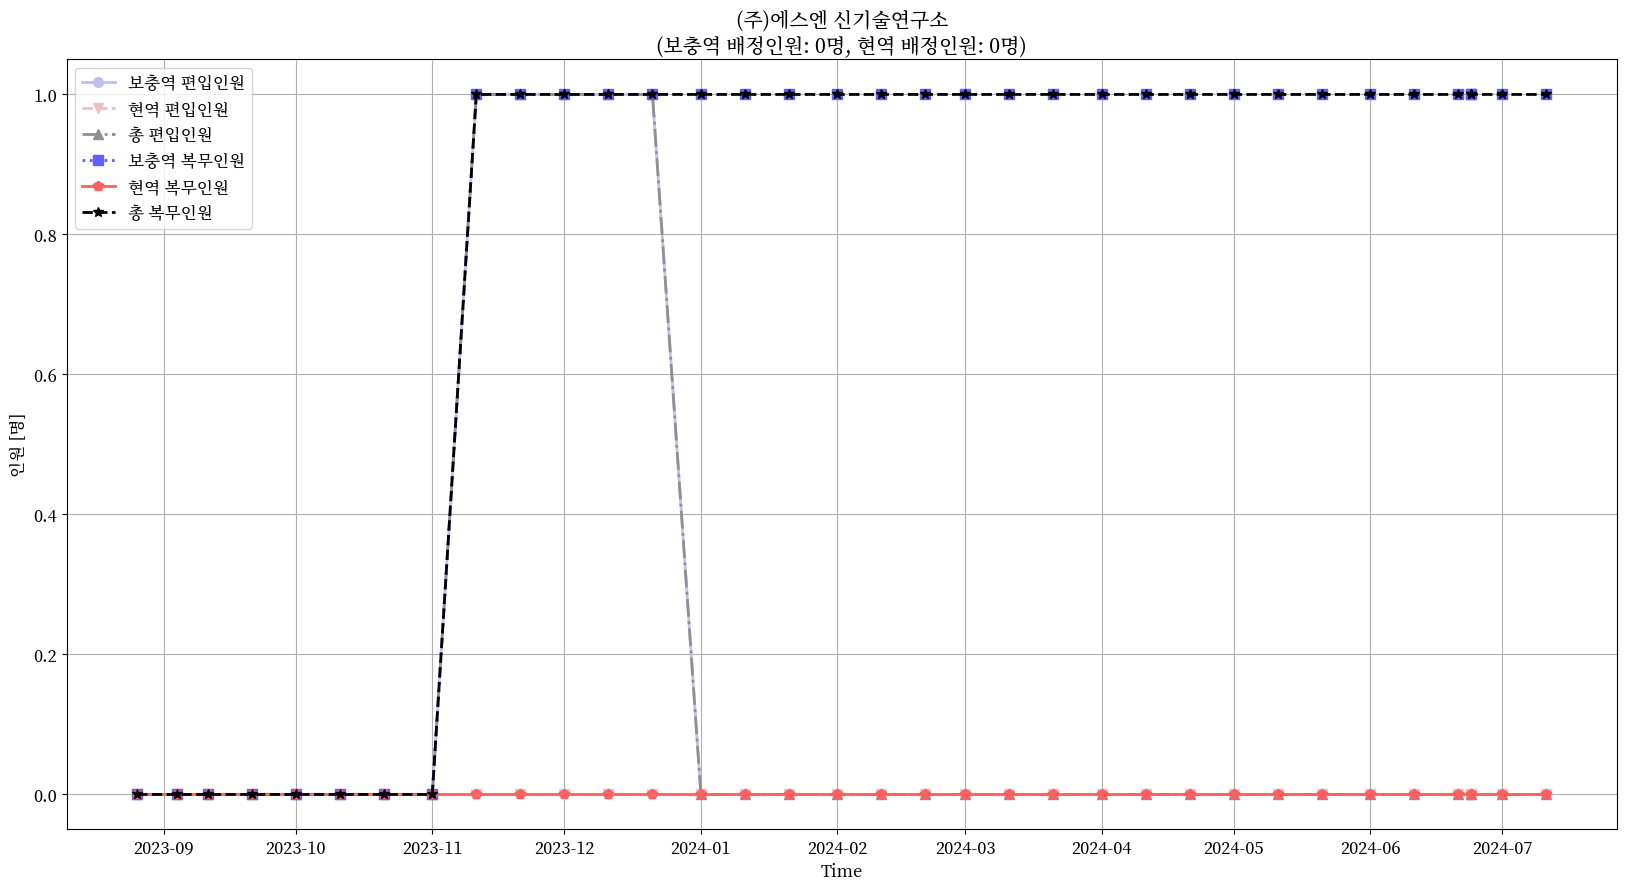 (주)에스엔 신기술연구소
(보충역 배정인원: 0명, 현역 배정인원: 0명)
보충역 편입인원
현역 편입인원
총 편입인원
보충역 복무인원
현역 복무인원
총 복무인원
1.0
0.8
0.6
0.4
0.2
0.0
인원 [명]
2023-09 2023-10 2023-11 2023-12 2024-01 2024-02 2024-03 2024-04 2024-05 2024-06 2024-07
Time